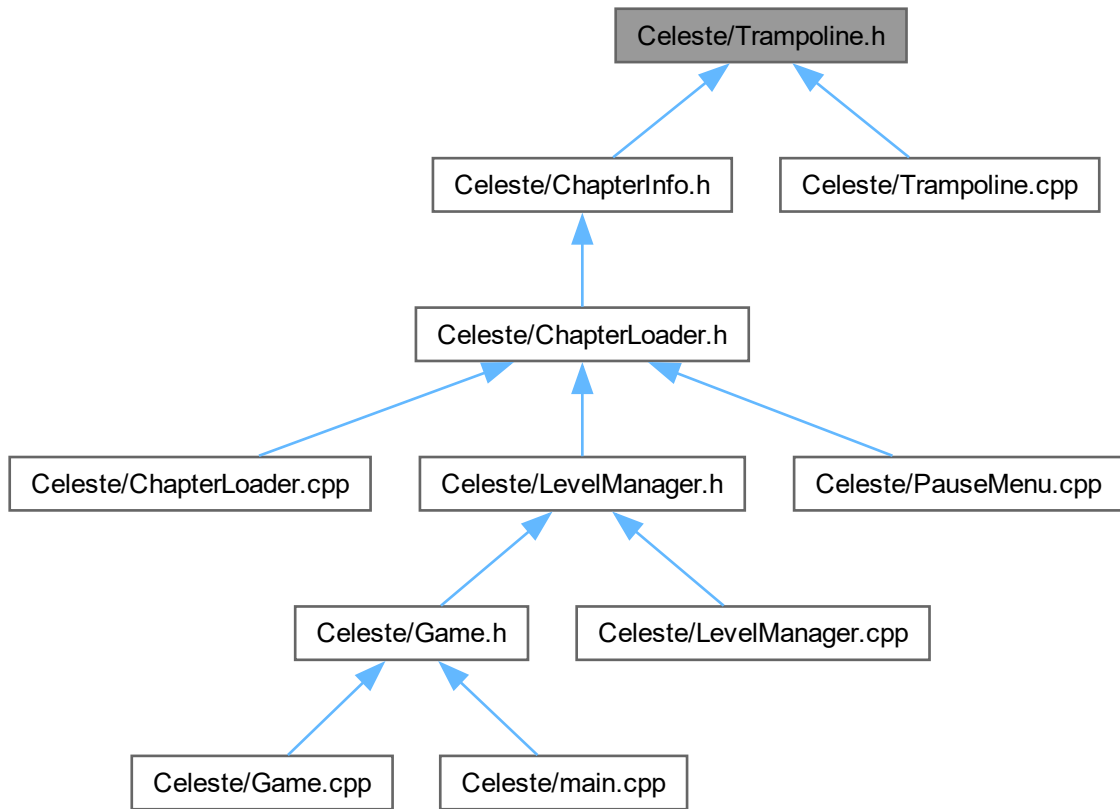 Celeste/Trampoline.h
Celeste/ChapterInfo.h
Celeste/Trampoline.cpp
Celeste/ChapterLoader.h
Celeste/ChapterLoader.cpp
Celeste/LevelManager.h
Celeste/PauseMenu.cpp
Celeste/Game.h
Celeste/LevelManager.cpp
Celeste/Game.cpp
Celeste/main.cpp